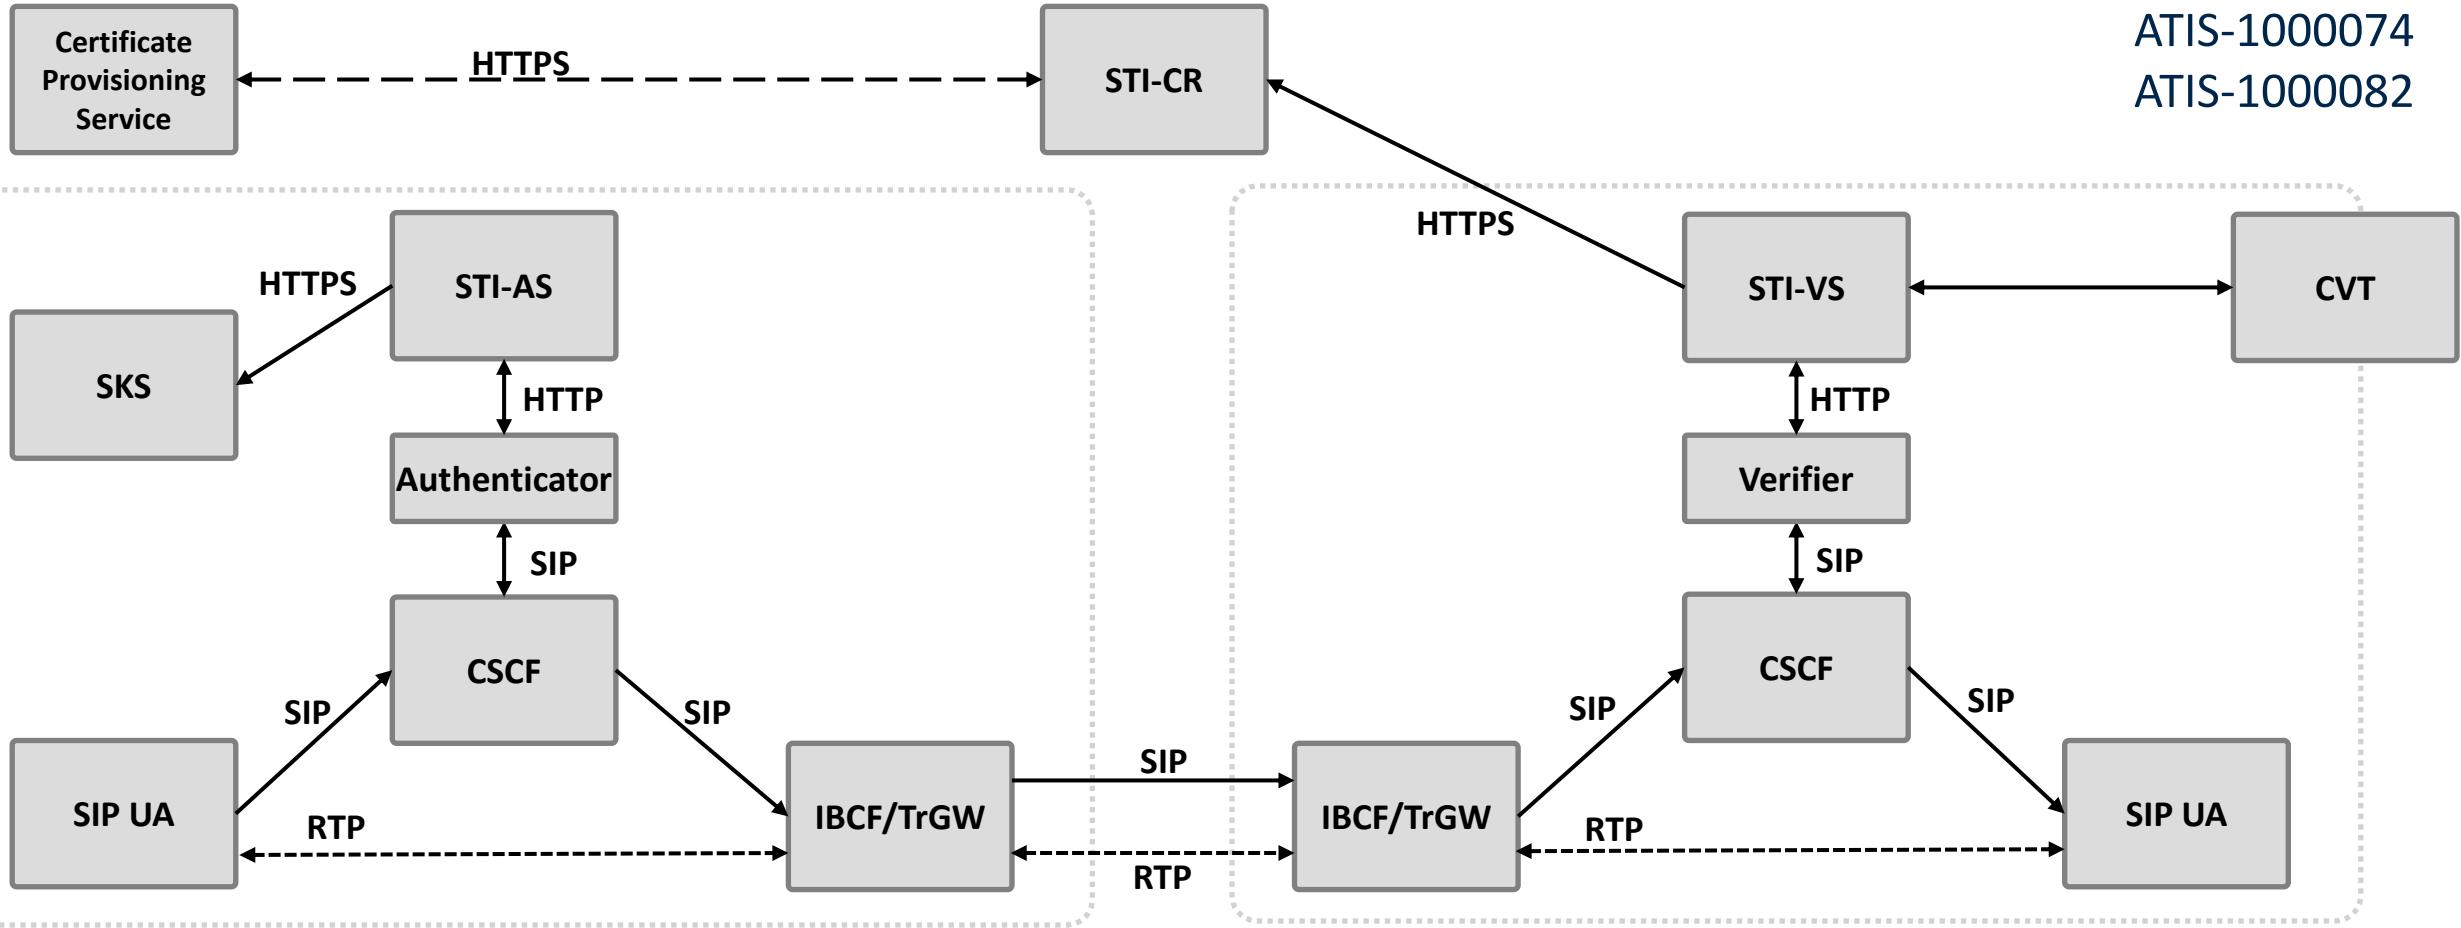 ATIS-1000074
ATIS-1000082
Certificate
Provisioning
Service
HTTPS
STI-CR
HTTPS
STI-AS
HTTPS
SKS
HTTP
Authenticator
SIP
CSCF
SIP
SIP
SIP UA
RTP
IBCF/TrGW
SIP
RTP
STI-VS
CVT
HTTP
Verifier
SIP
CSCF
SIP
SIP
IBCF/TrGW
RTP
SIP UA